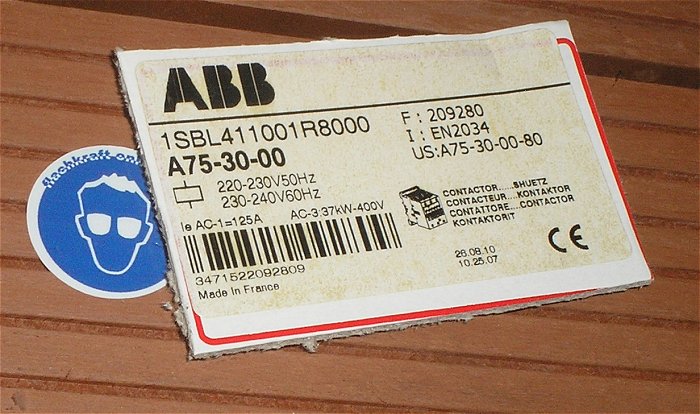 ABB
1SBL411001R8000
A75-30-00
220-230V50Hz
230-240V60Hz
Ie AC-1=125A AC-3:37kW-400V
3471522092809
Made In France
F : 209280
I : EN2034
US:A75-30-00-80
CONTACTOR.....SHUETZ
CONTACTEUR....KONTAKTOR
CONTATTORE....CONTACTOR
KONTAKTORIT
26.08.10
10.25.07
CE
flachkraft-onl